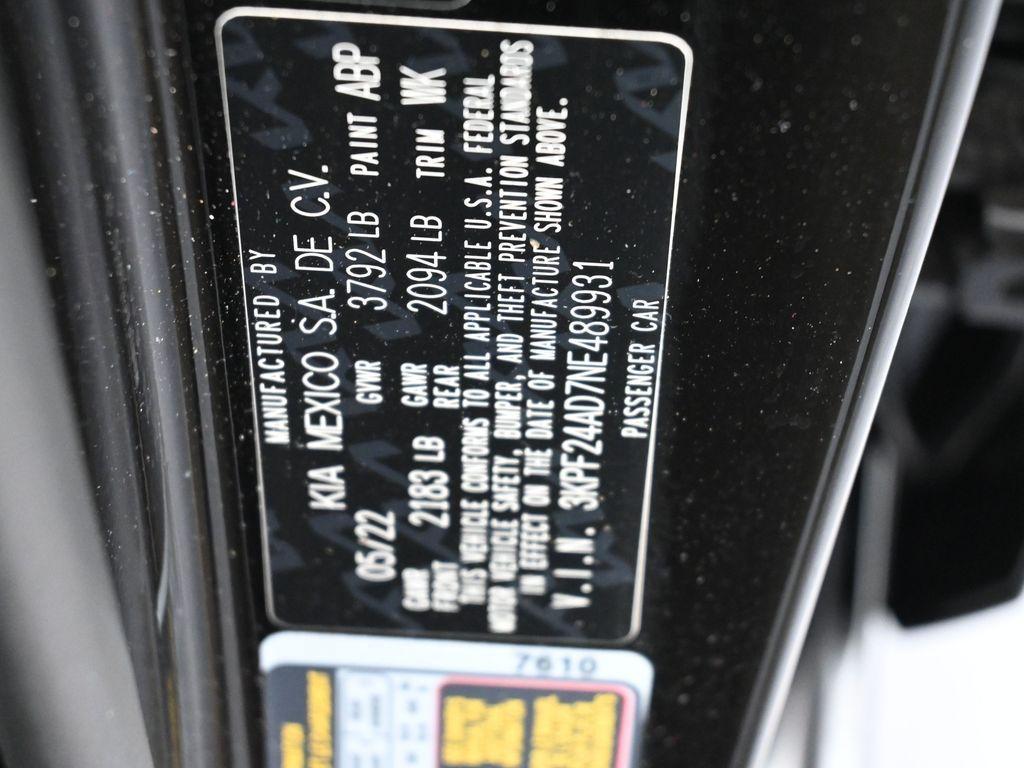 MANUFACTURED BY
KIA MEXICO S.A. DE C.V.
05/22 GVWR 3792 LB PAINT ABP
GAWR FRONT 2183 LB GAWR REAR 2094 LB TRIM WK
THIS VEHICLE CONFORMS TO ALL APPLICABLE U.S.A. FEDERAL
MOTOR VEHICLE SAFETY, BUMPER, AND THEFT PREVENTION STANDARDS
IN EFFECT ON THE DATE OF MANUFACTURE SHOWN ABOVE.
V.I.N. 3KPF24AD7NE489931
PASSENGER CAR
7610